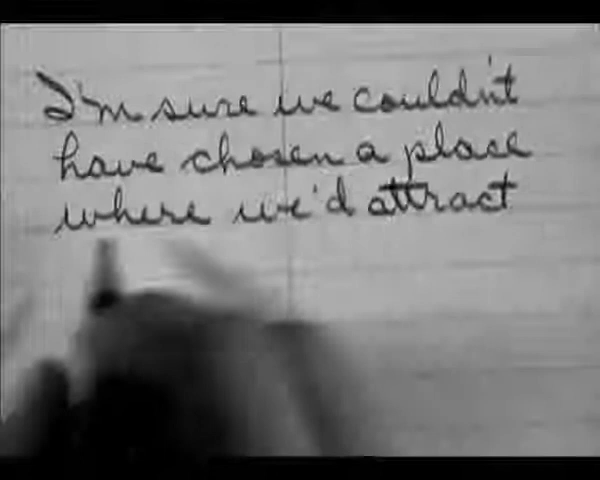 I'm sure we couldn't
have chosen a place
where we'd attract